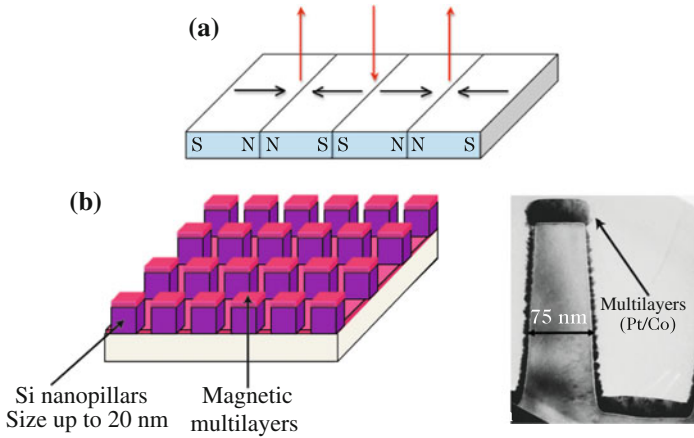 (a)
S N N S S N N S
(b)
75 nm
Multilayers
(Pt/Co)
Si nanopillars
Size up to 20 nm
Magnetic
multilayers